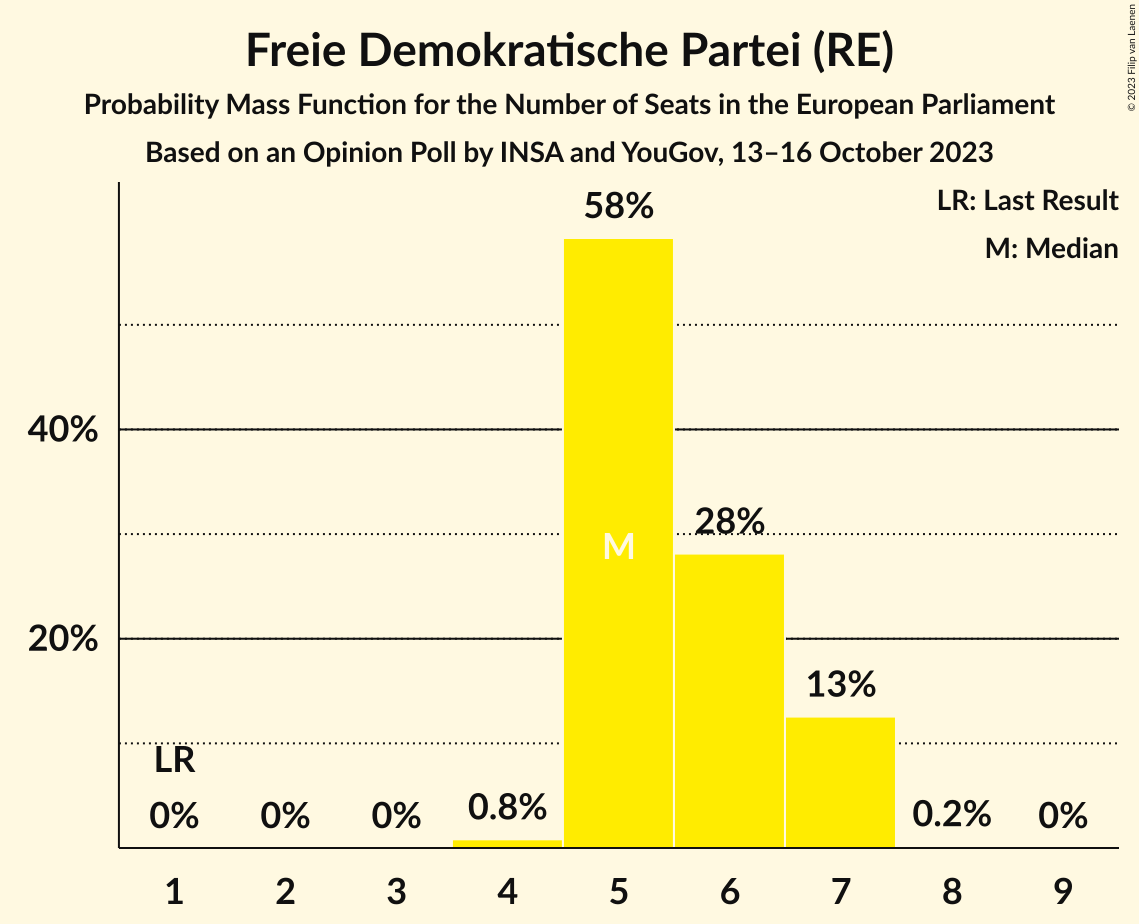 Freie Demokratische Partei (RE)
Probability Mass Function for the Number of Seats in the European Parliament
Based on an Opinion Poll by INSA and YouGov, 13–16 October 2023
© 2023 Filip van Laenen
LR: Last Result
M: Median
58%
40%
28%
M
20%
13%
LR
0% 0% 0% 0.8% 0.2% 0%
1 2 3 4 5 6 7 8 9